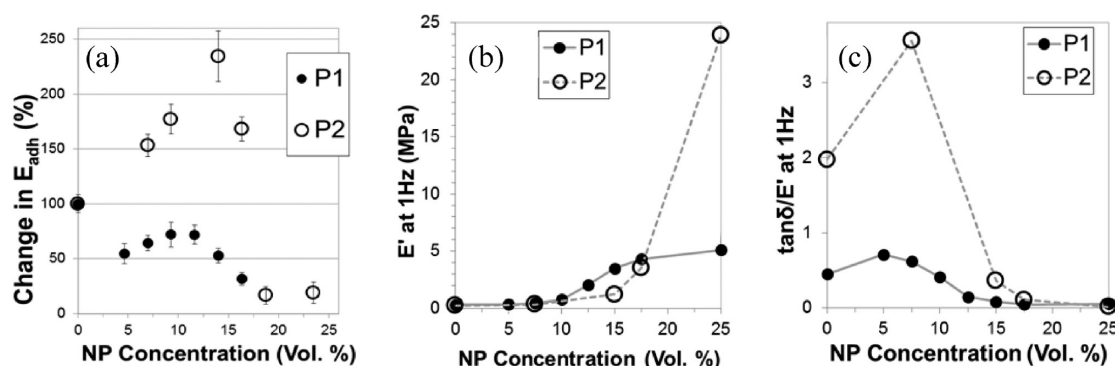 (a)
P1
P2
Change in E_adh (%)
250
200
150
100
50
0
0 5 10 15 20 25
NP Concentration (Vol. %)
(b)
P1
P2
E' at 1Hz (MPa)
25
20
15
10
5
0
0 5 10 15 20 25
NP Concentration (Vol. %)
(c)
P1
P2
tanδ/E' at 1Hz
3
2
1
0
0 5 10 15 20 25
NP Concentration (Vol. %)